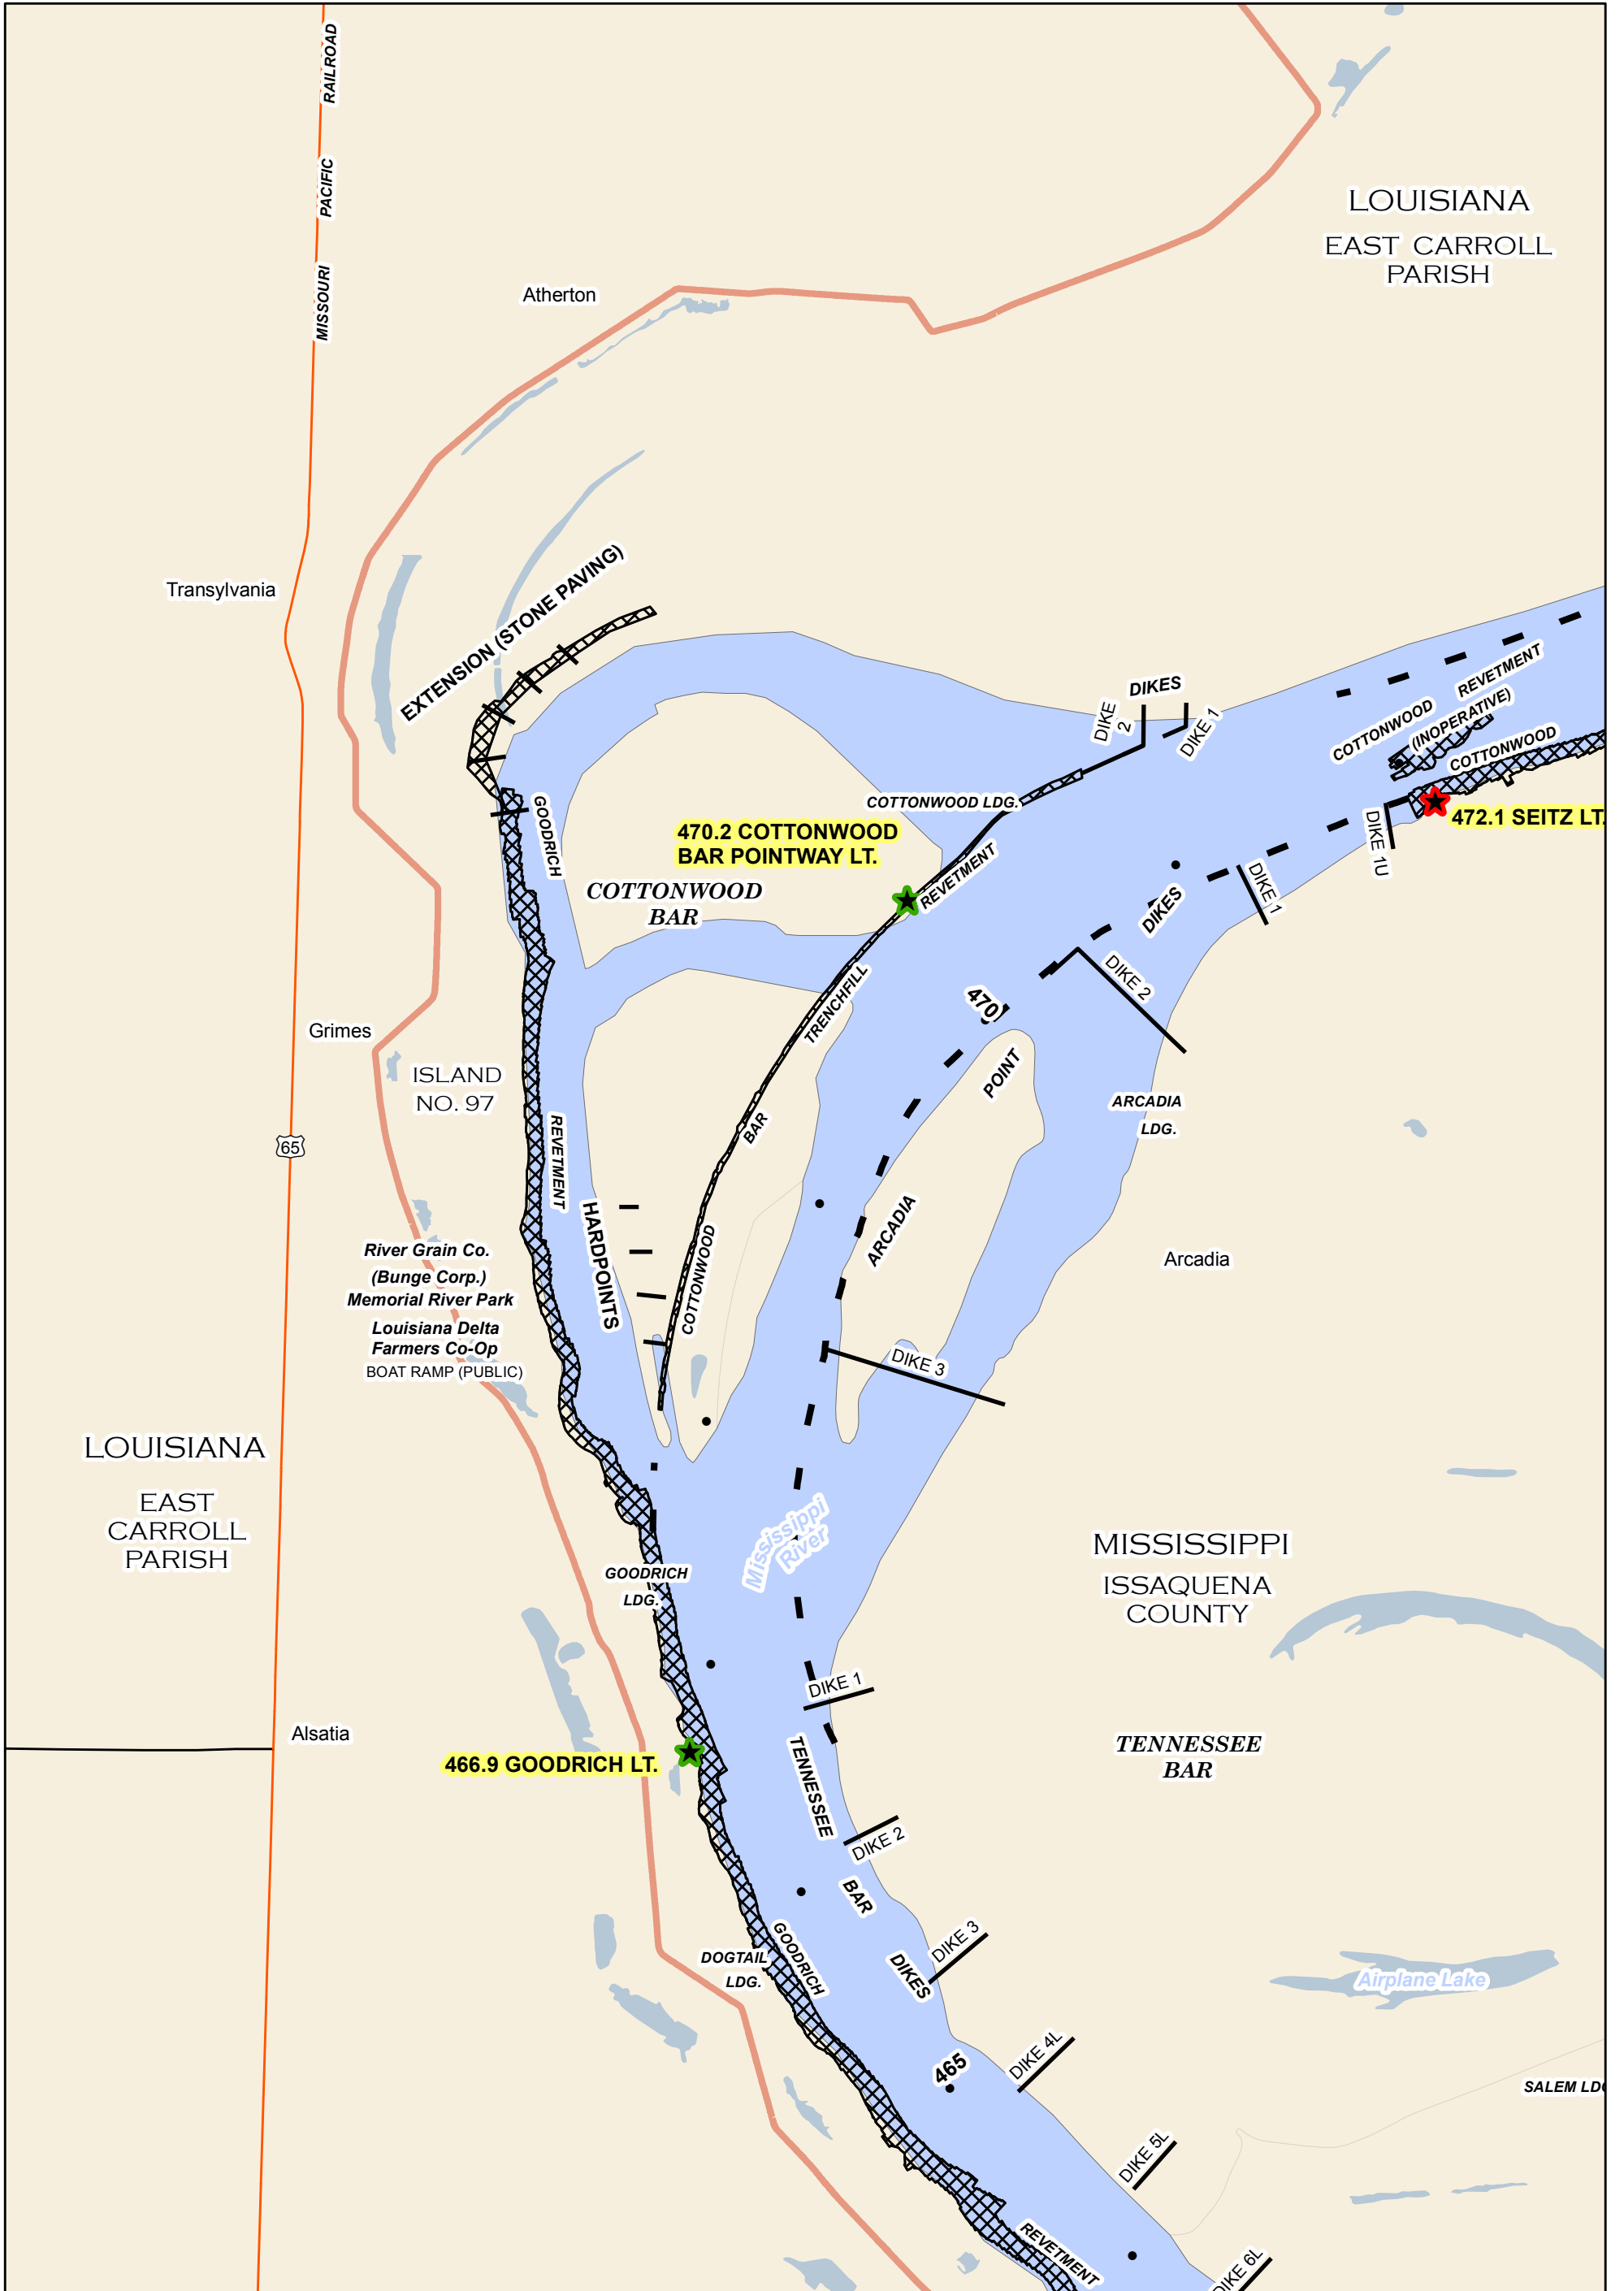 RAILROAD
PACIFIC
MISSOURI
LOUISIANA
EAST CARROLL
PARISH
Atherton
Transylvania
EXTENSION (STONE PAVING)
DIKES
DIKE
2
DIKE 1
REVETMENT
COTTONWOOD
(INOPERATIVE)
COTTONWOOD
COTTONWOOD LDG.
472.1 SEITZ LT.
DIKE 1U
GOODRICH
470.2 COTTONWOOD
BAR POINTWAY LT.
REVETMENT
COTTONWOOD
BAR
DIKES
DIKE 1
DIKE 2
TRENCHFILL
470
Grimes
ISLAND
NO. 97
POINT
ARCADIA
LDG.
BAR
65
REVETMENT
HARDPOINTS
COTTONWOOD
ARCADIA
Arcadia
River Grain Co.
(Bunge Corp.)
Memorial River Park
Louisiana Delta
Farmers Co-Op
BOAT RAMP (PUBLIC)
DIKE 3
LOUISIANA
EAST
CARROLL
PARISH
Mississippi
River
MISSISSIPPI
ISSAQUENA
COUNTY
GOODRICH
LDG.
DIKE 1
Alsatia
466.9 GOODRICH LT.
TENNESSEE
TENNESSEE
BAR
DIKE 2
BAR
DIKE 3
DIKES
GOODRICH
DOGTAIL
LDG.
Airplane Lake
DIKE 4L
465
SALEM LDG
DIKE 5L
REVETMENT
DIKE 6L